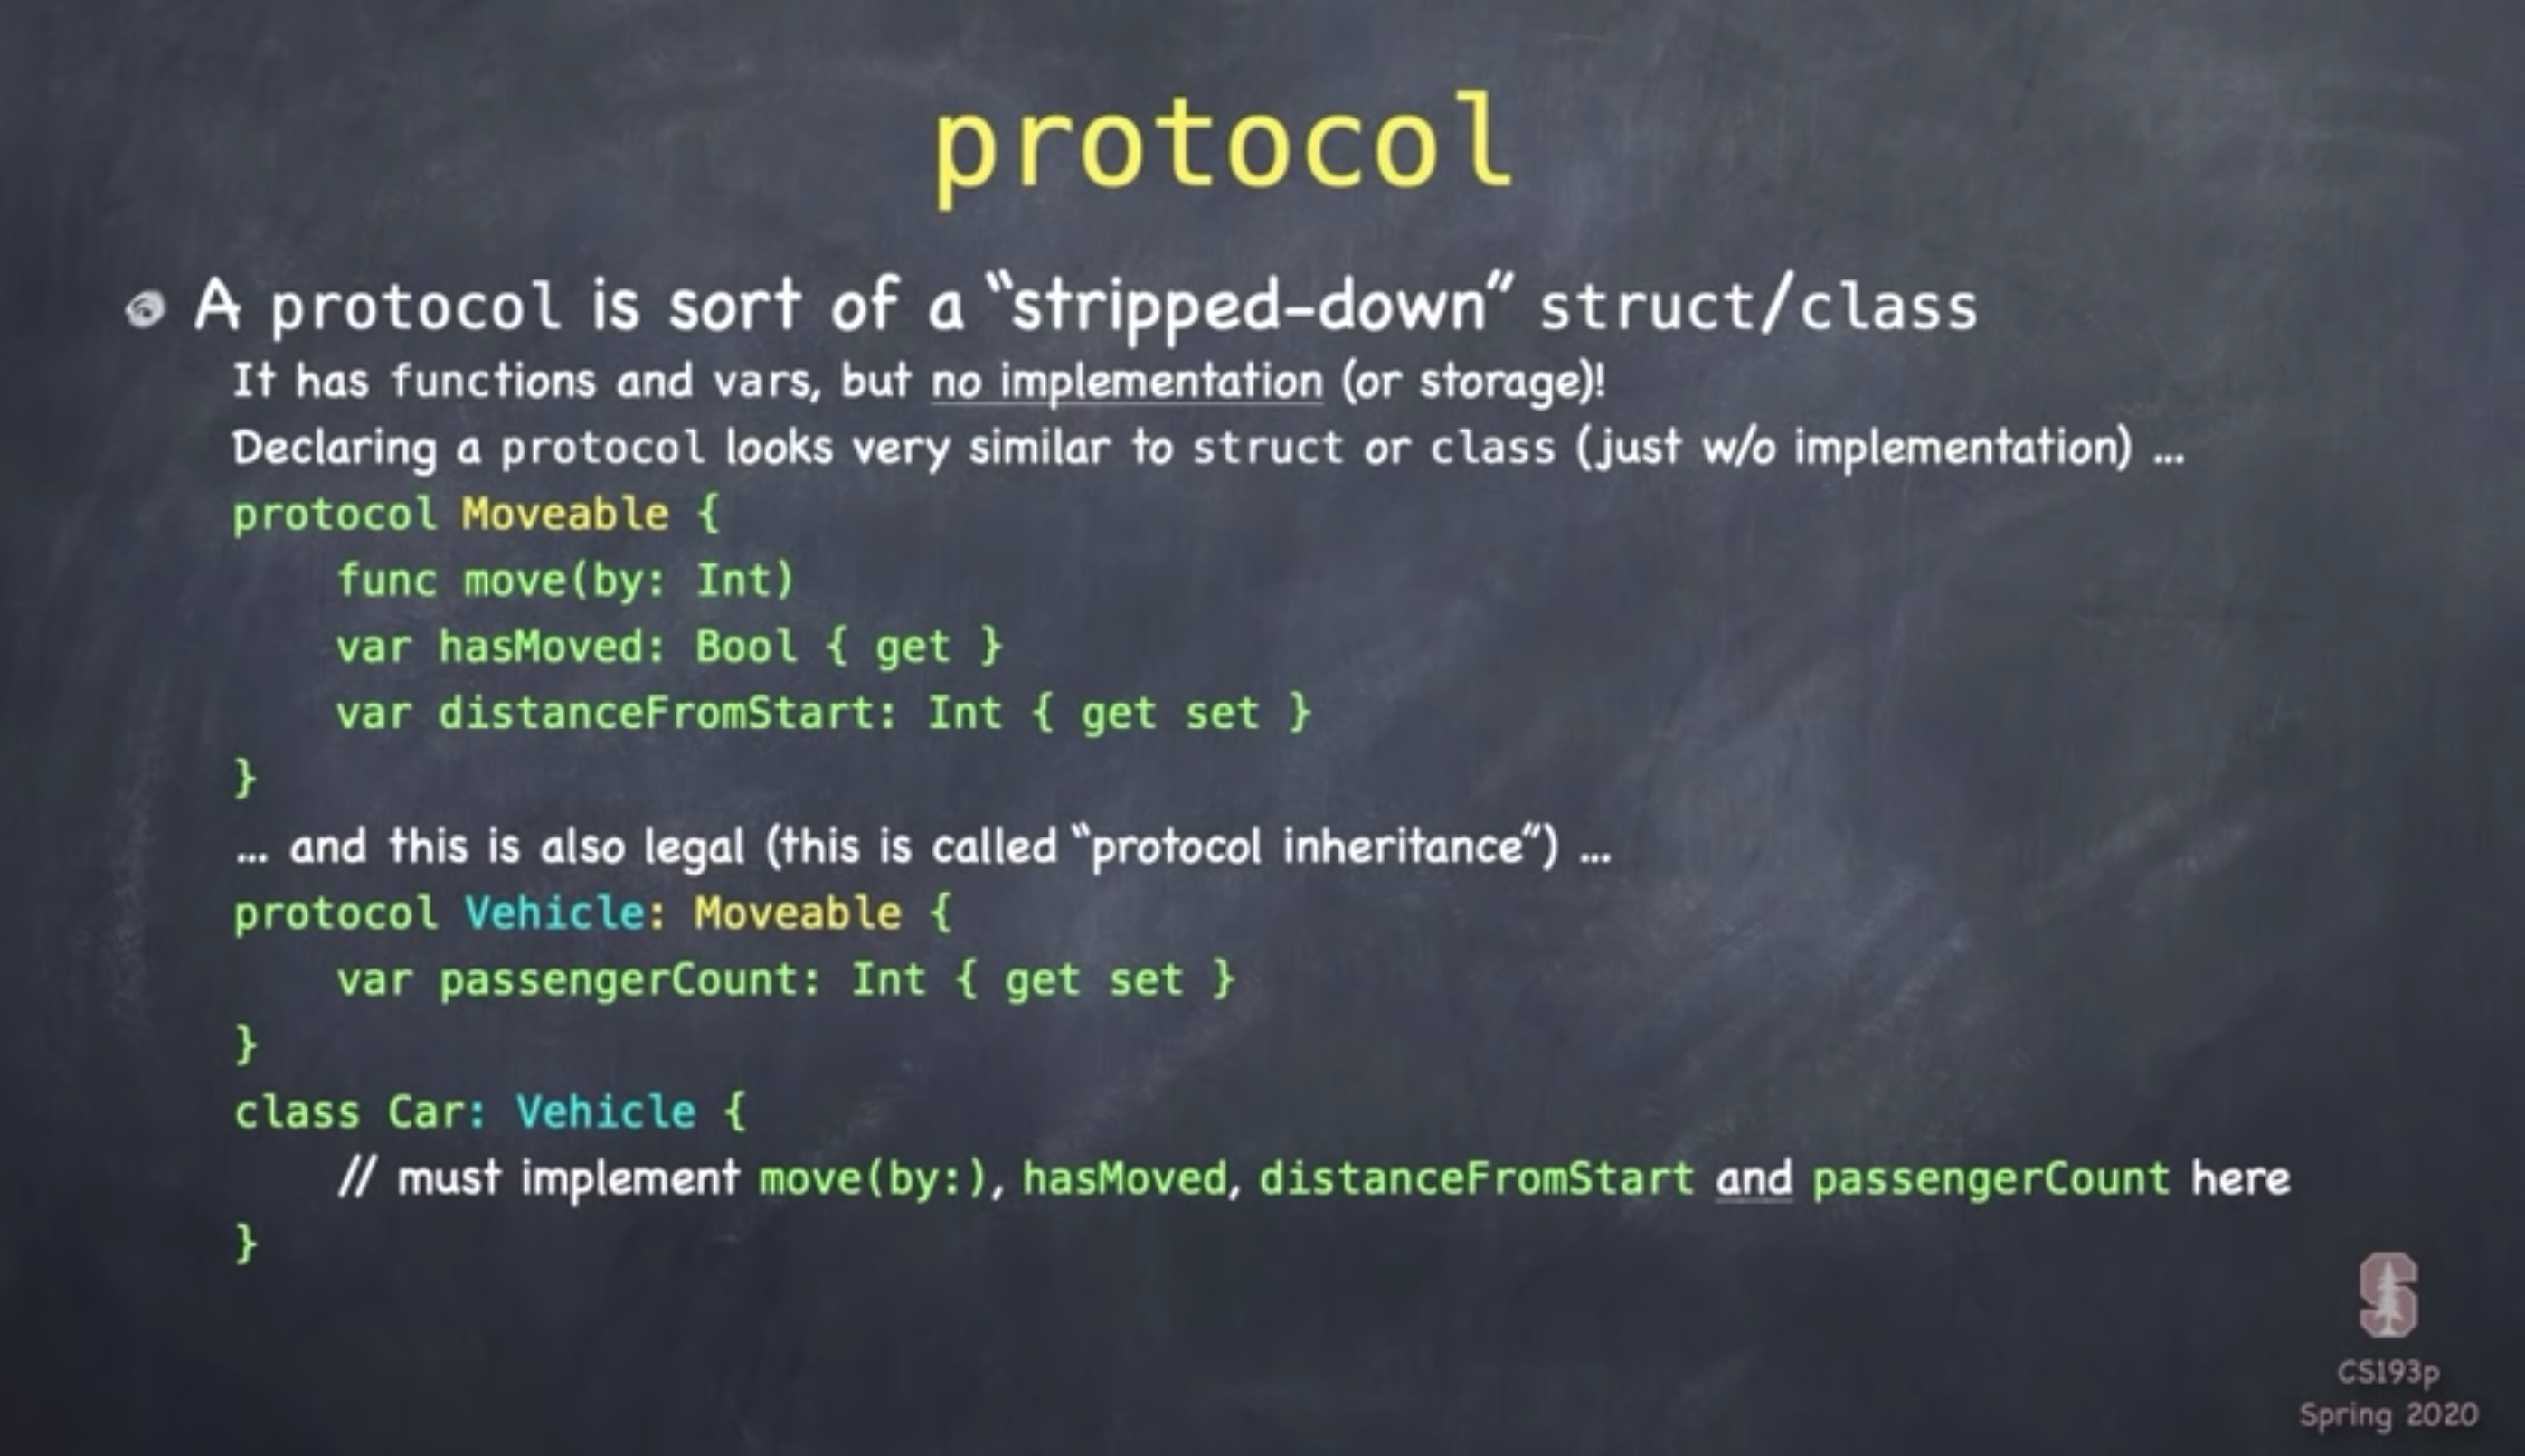 protocol
A protocol is sort of a “stripped-down” struct/class
It has functions and vars, but no implementation (or storage)!
Declaring a protocol looks very similar to struct or class (just w/o implementation) ...
protocol Moveable {
    func move(by: Int)
    var hasMoved: Bool { get }
    var distanceFromStart: Int { get set }
}
... and this is also legal (this is called “protocol inheritance”) ...
protocol Vehicle: Moveable {
    var passengerCount: Int { get set }
}
class Car: Vehicle {
    // must implement move(by:), hasMoved, distanceFromStart and passengerCount here
}
S
CS193p
Spring 2020